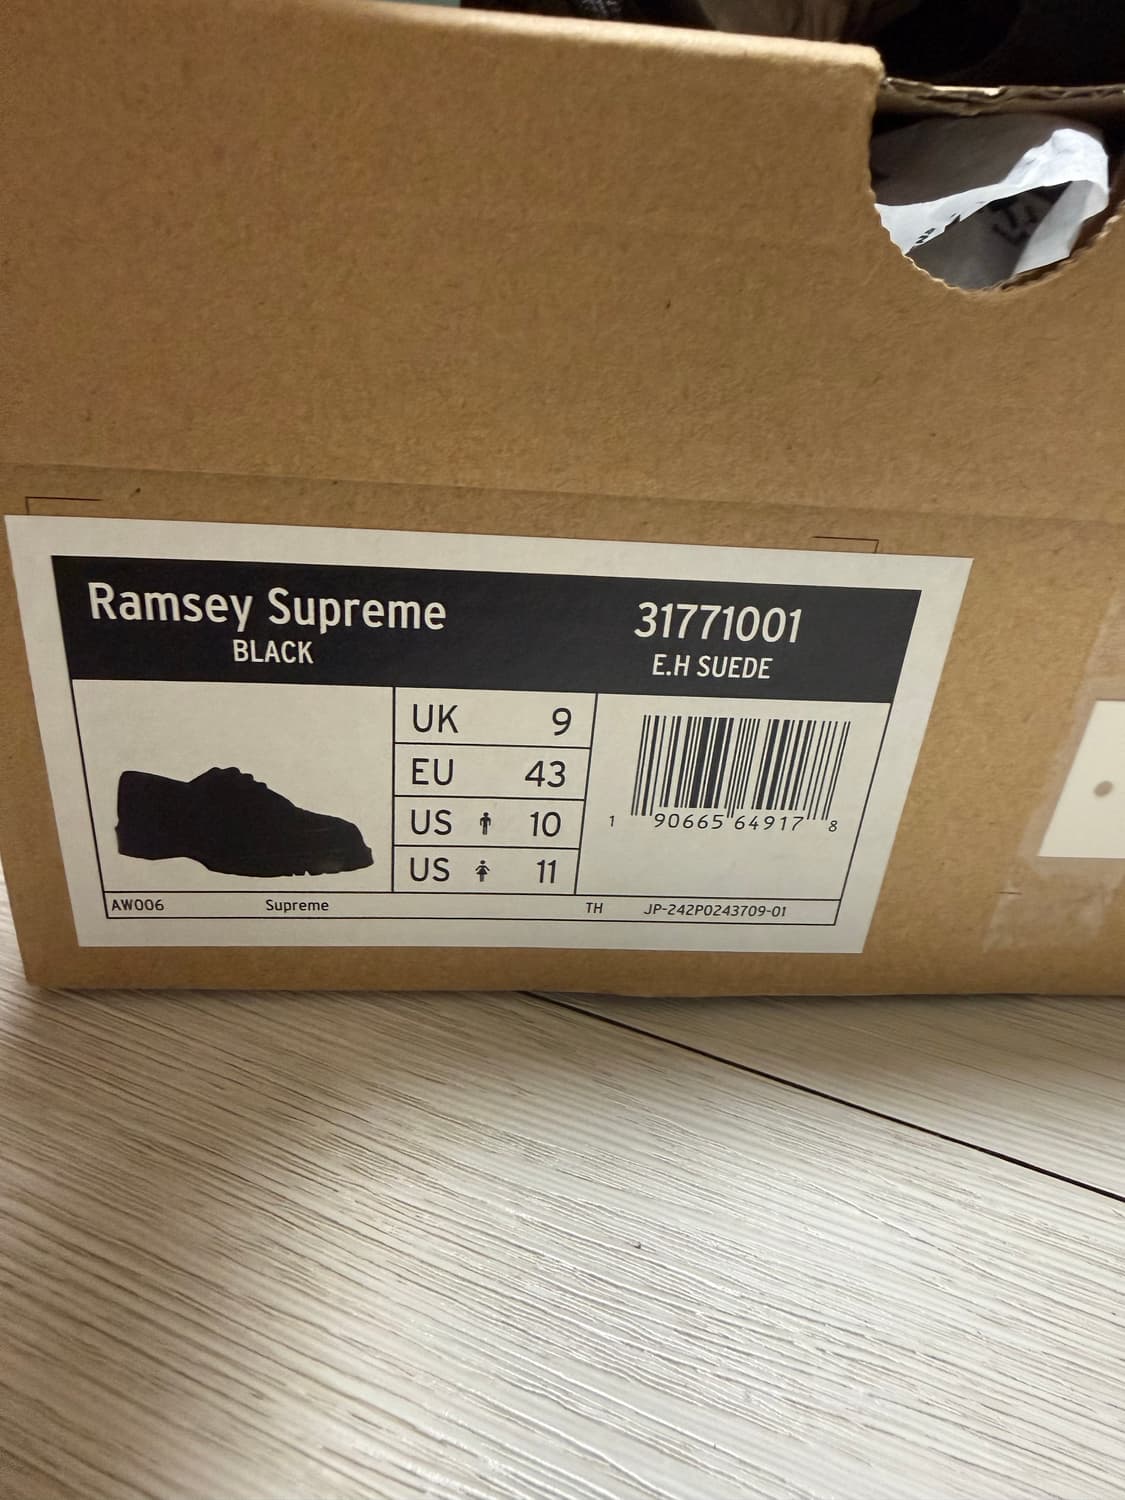 Ramsey Supreme
BLACK
31771001
E.H SUEDE
UK 9
EU 43
US 10
US 11
1 90665 64917 8
AW006 Supreme TH JP-242P0243709-01